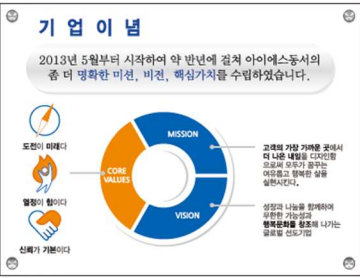 기업이념
2013년 5월부터 시작하여 약 반년에 걸쳐 아이에스동서의
좀 더 명확한 미션, 비전, 핵심가치를 수립하였습니다.
도전이 미래다
열정이 힘이다
신뢰가 기본이다
CORE
VALUES
MISSION
VISION
고객의 가장 가까운 곳에서
더 나은 내일을 디자인함
으로써 모두가 꿈꾸는
여유롭고 행복한 삶을
실현시킨다.
성장과 나눔을 함께하며
무한한 가능성과
행복문화를 창조해 나가는
글로벌 선도기업